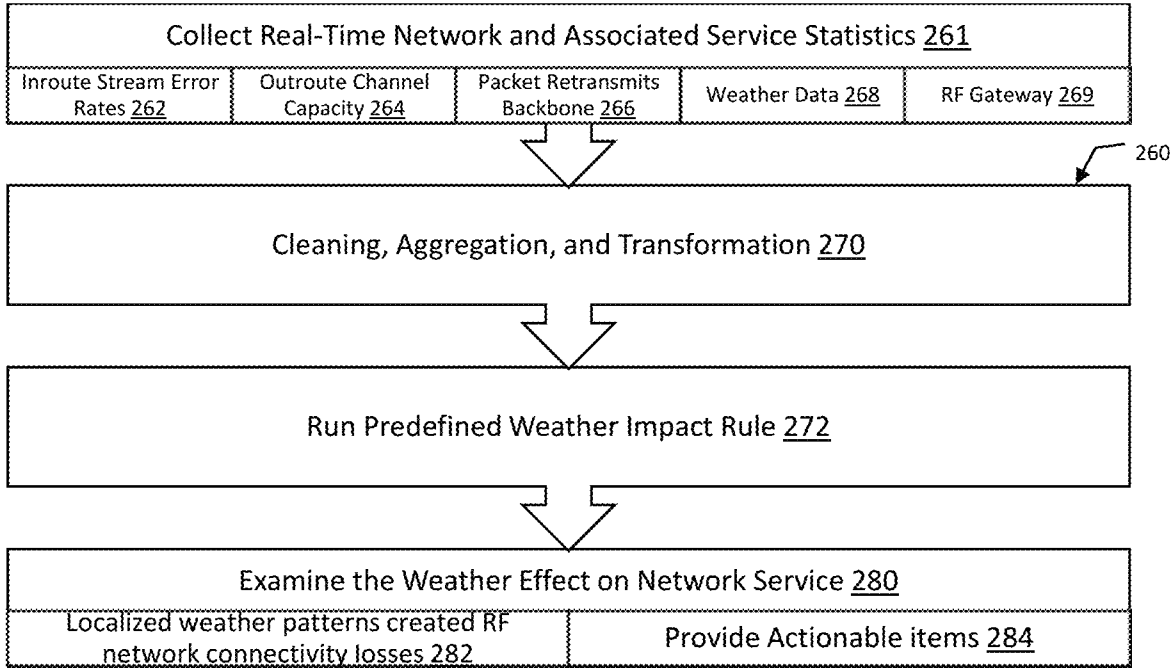 Collect Real-Time Network and Associated Service Statistics 261
Inroute Stream Error
Rates 262
Outroute Channel
Capacity 264
Packet Retransmits
Backbone 266
Weather Data 268
RF Gateway 269
260
Cleaning, Aggregation, and Transformation 270
Run Predefined Weather Impact Rule 272
Examine the Weather Effect on Network Service 280
Localized weather patterns created RF
network connectivity losses 282
Provide Actionable items 284